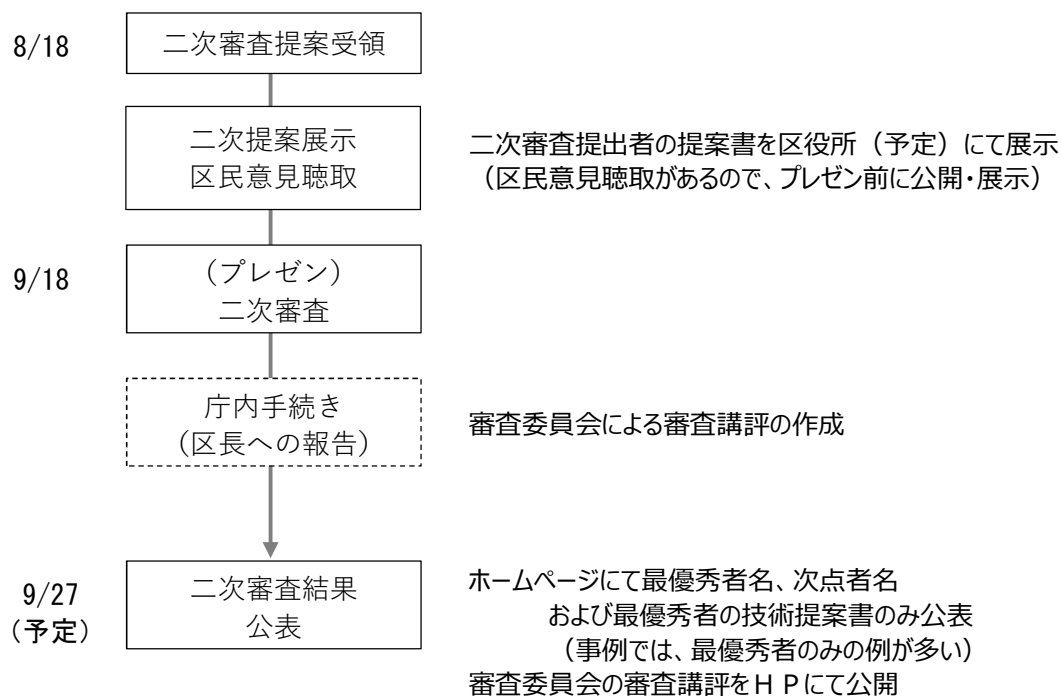 8/18
二次審査提案受領
二次提案展示
区民意見聴取
二次審査提出者の提案書を区役所（予定）にて展示
（区民意見聴取があるので、プレゼン前に公開・展示）
9/18
（プレゼン）
二次審査
庁内手続き
（区長への報告）
審査委員会による審査講評の作成
9/27
（予定）
二次審査結果
公表
ホームページにて最優秀者名、次点者名
および最優秀者の技術提案書のみ公表
（事例では、最優秀者のみの例が多い）
審査委員会の審査講評をＨＰにて公開